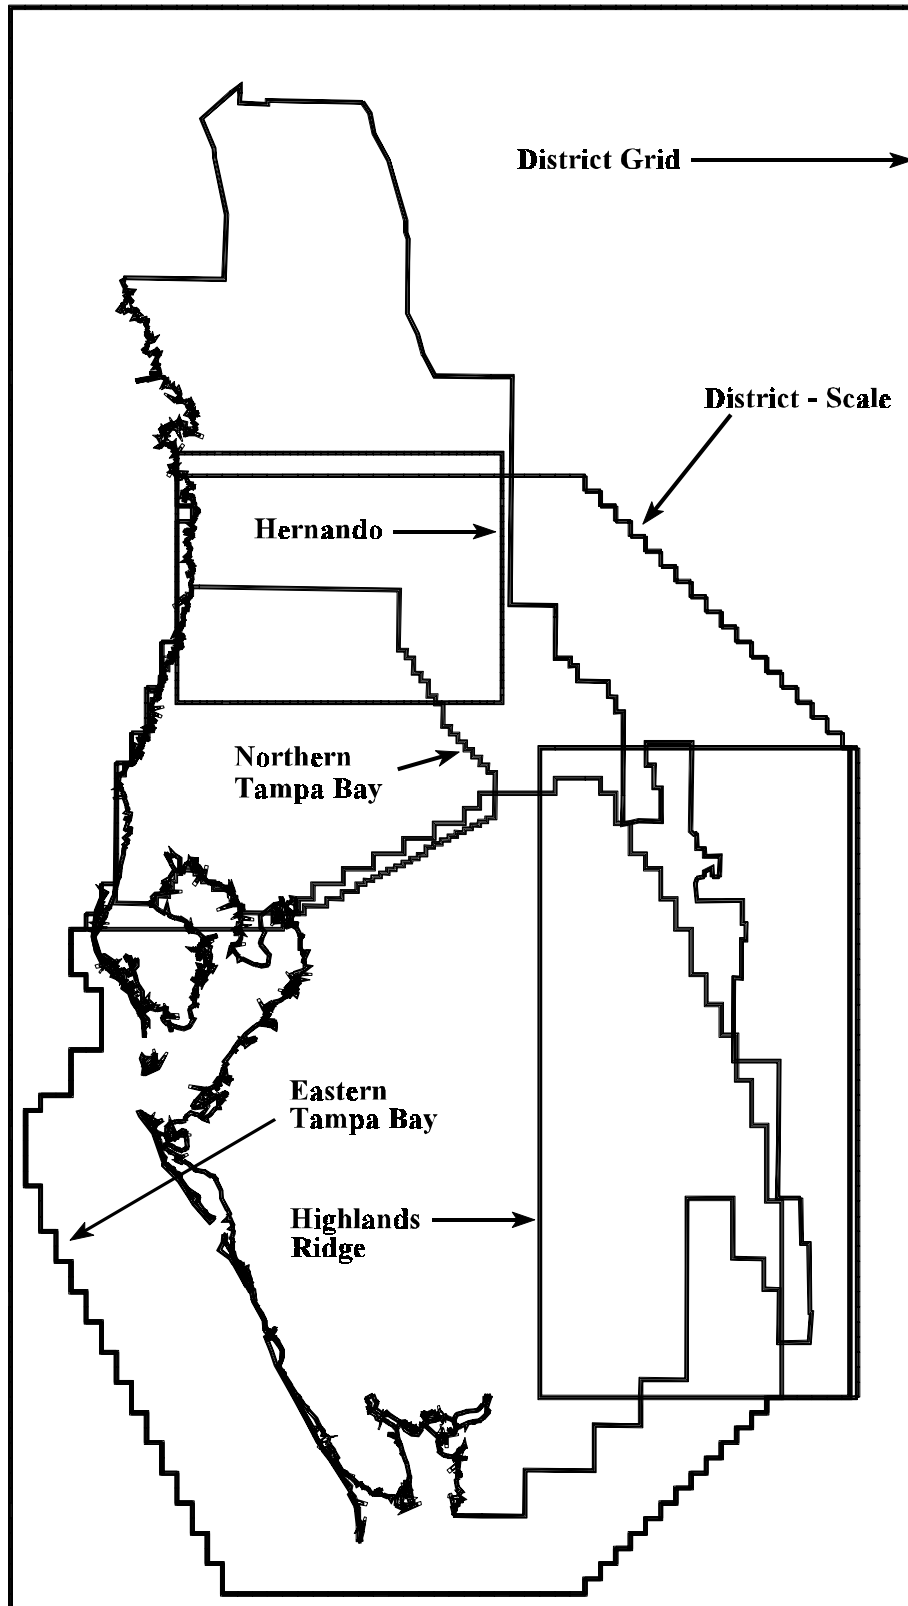 District Grid
District - Scale
Hernando
Northern
Tampa Bay
Eastern
Tampa Bay
Highlands
Ridge